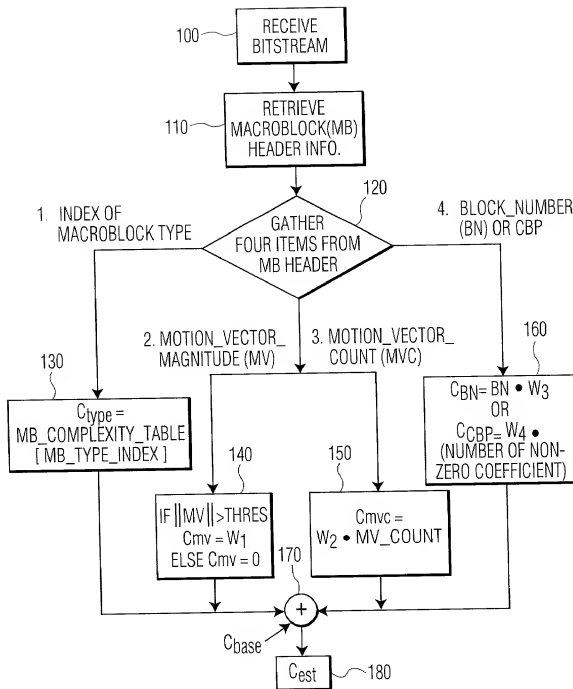 100
RECEIVE
BITSTREAM
110
RETRIEVE
MACROBLOCK(MB)
HEADER INFO.
120
GATHER
FOUR ITEMS FROM
MB HEADER
1. INDEX OF
MACROBLOCK TYPE
4. BLOCK_NUMBER
(BN) OR CBP
2. MOTION_VECTOR_
MAGNITUDE (MV)
3. MOTION_VECTOR_
COUNT (MVC)
130
Ctype =
MB_COMPLEXITY_TABLE
[ MB_TYPE_INDEX ]
140
IF ||MV|| >THRES
Cmv = W1
ELSE Cmv = 0
150
Cmvc =
W2 • MV_COUNT
160
CBN= BN • W3
OR
CCBP= W4 •
(NUMBER OF NON-
ZERO COEFFICIENT)
170
+
Cbase
Cest
180